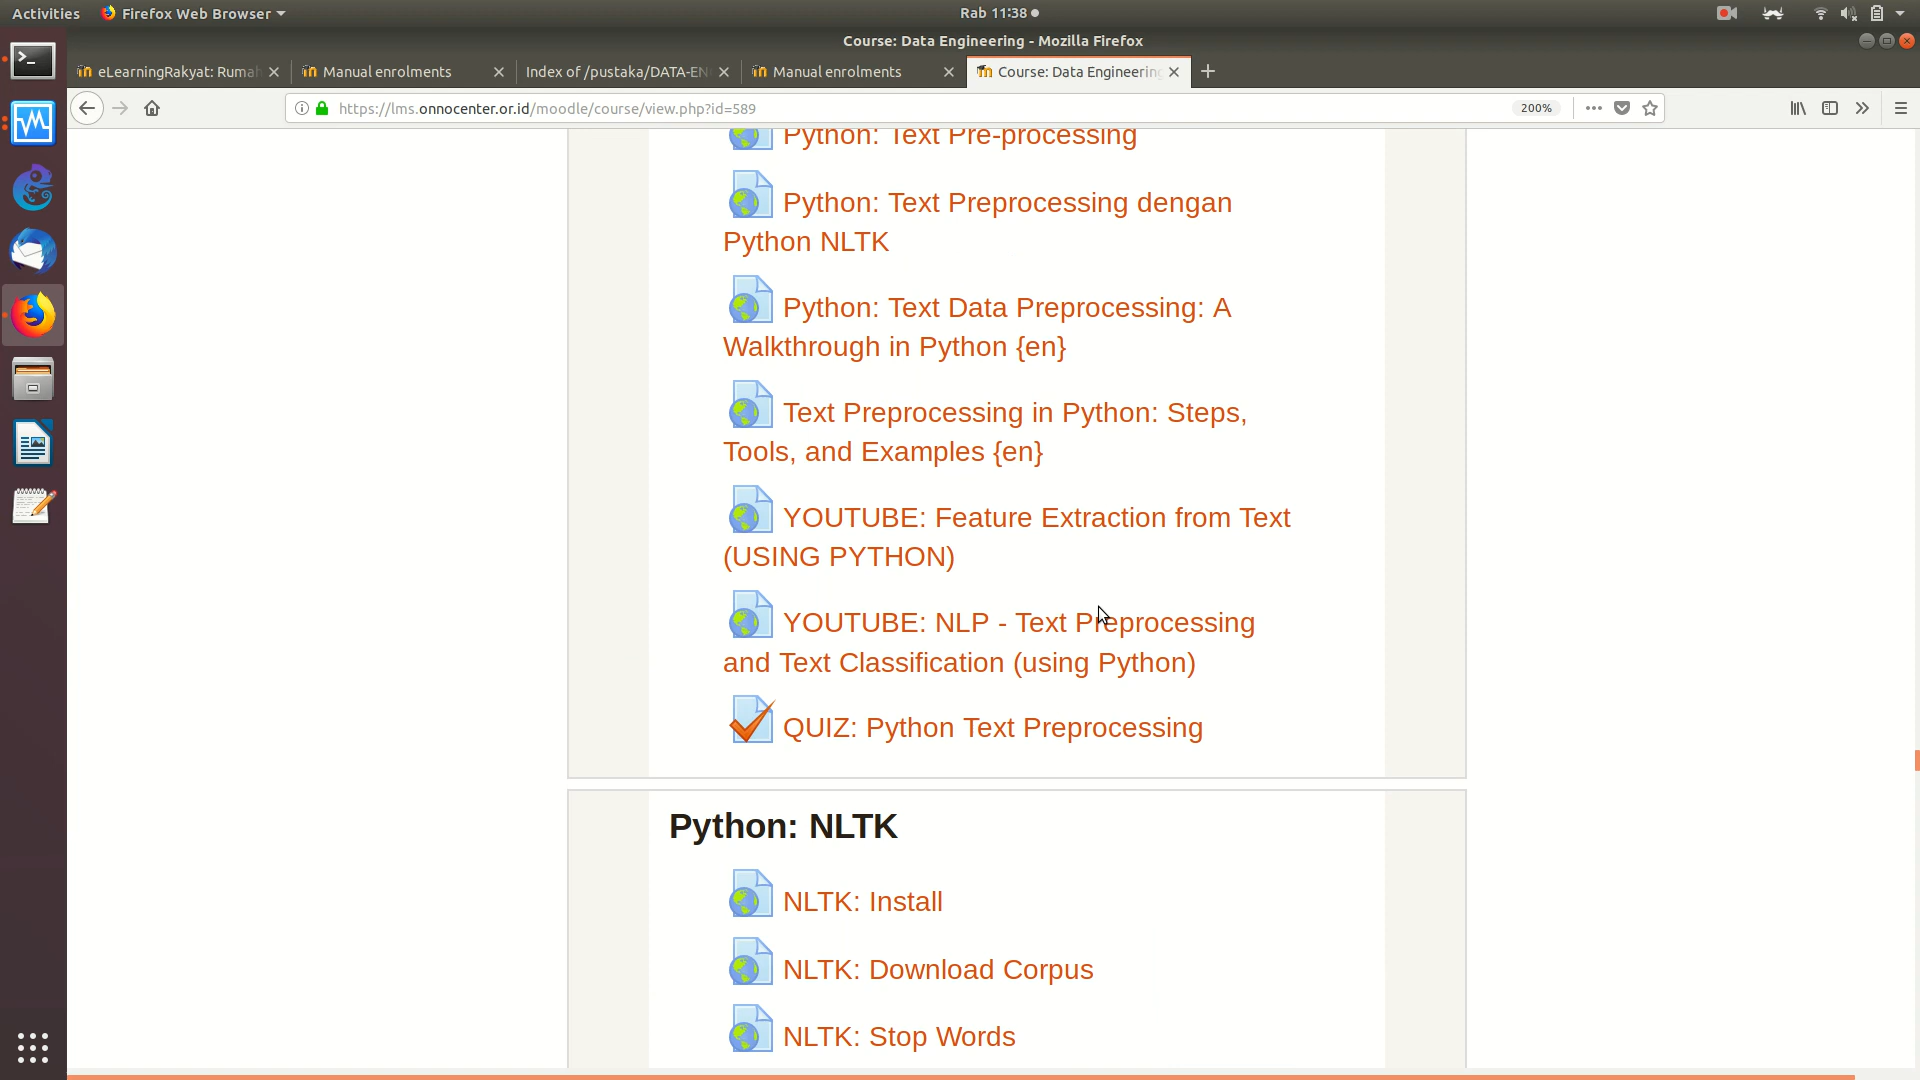 Activities
Firefox Web Browser
Rab 11:38
Course: Data Engineering - Mozilla Firefox
eLearningRakyat: Rumah
Manual enrolments
Index of /pustaka/DATA-EN
Manual enrolments
Course: Data Engineering
https://lms.onnocenter.or.id/moodle/course/view.php?id=589
200%
Python: Text Pre-processing
Python: Text Preprocessing dengan
Python NLTK
Python: Text Data Preprocessing: A
Walkthrough in Python {en}
Text Preprocessing in Python: Steps,
Tools, and Examples {en}
YOUTUBE: Feature Extraction from Text
(USING PYTHON)
YOUTUBE: NLP - Text Preprocessing
and Text Classification (using Python)
QUIZ: Python Text Preprocessing
Python: NLTK
NLTK: Install
NLTK: Download Corpus
NLTK: Stop Words